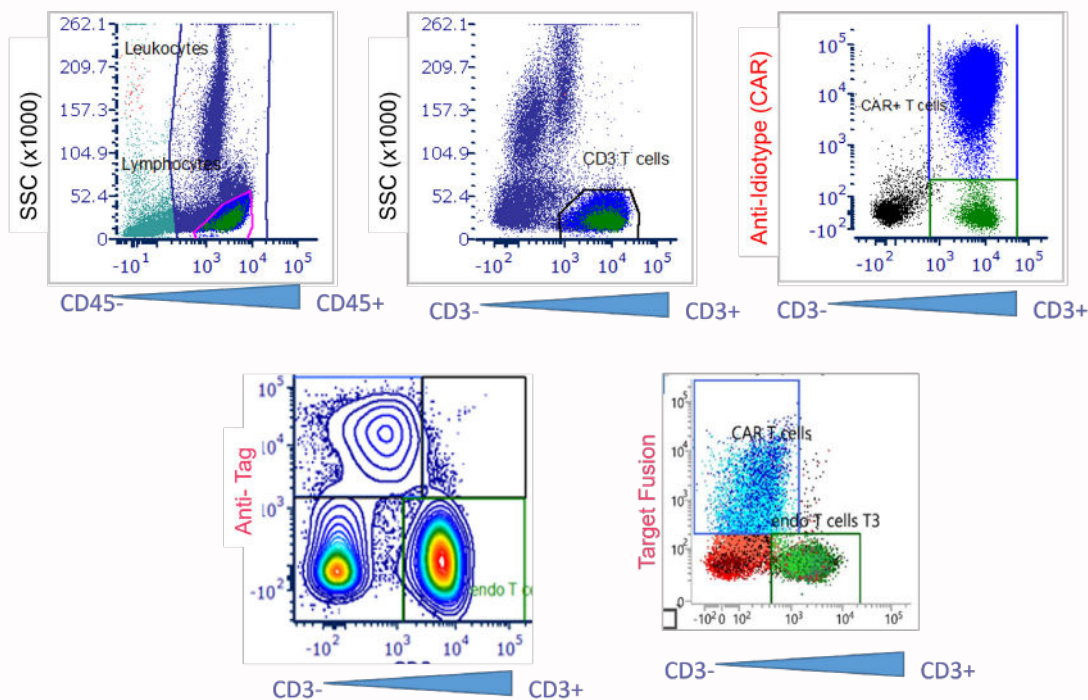 SSC (x1000)
262.1
209.7
157.3
104.9
52.4
0
Leukocytes
Lymphocytes
-10¹ 10³ 10⁴ 10⁵
CD45- CD45+
SSC (x1000)
262.1
209.7
157.3
104.9
52.4
0
CD3 T cells
-10² 10³ 10⁴ 10⁵
CD3- CD3+
Anti-Idiotype (CAR)
10⁵
10⁴
10³
10²
-10²
CAR+ T cells
-10² 10³ 10⁴ 10⁵
CD3- CD3+
Anti- Tag
10⁵
10⁴
10³
-10²
endo T ce
-10² 10³ 10⁴ 10⁵
CD3- CD3+
Target Fusion
10⁵
10⁴
10³
10²
0
CAR T cells
endo T cells T3
-10² 0 10² 10³ 10⁴ 10⁵
CD3- CD3+